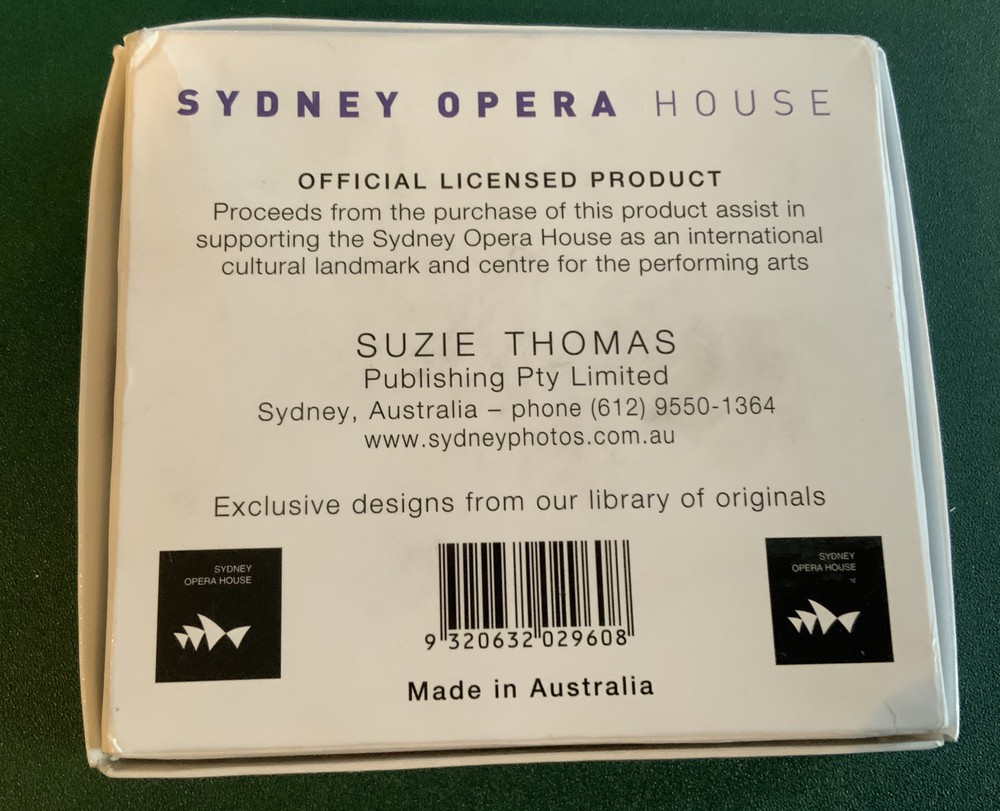 SYDNEY OPERA HOUSE
OFFICIAL LICENSED PRODUCT
Proceeds from the purchase of this product assist in
supporting the Sydney Opera House as an international
cultural landmark and centre for the performing arts
SUZIE THOMAS
Publishing Pty Limited
Sydney, Australia – phone (612) 9550-1364
www.sydneyphotos.com.au
Exclusive designs from our library of originals
SYDNEY
OPERA HOUSE
9 320632 029608
SYDNEY
OPERA HOUSE
Made in Australia